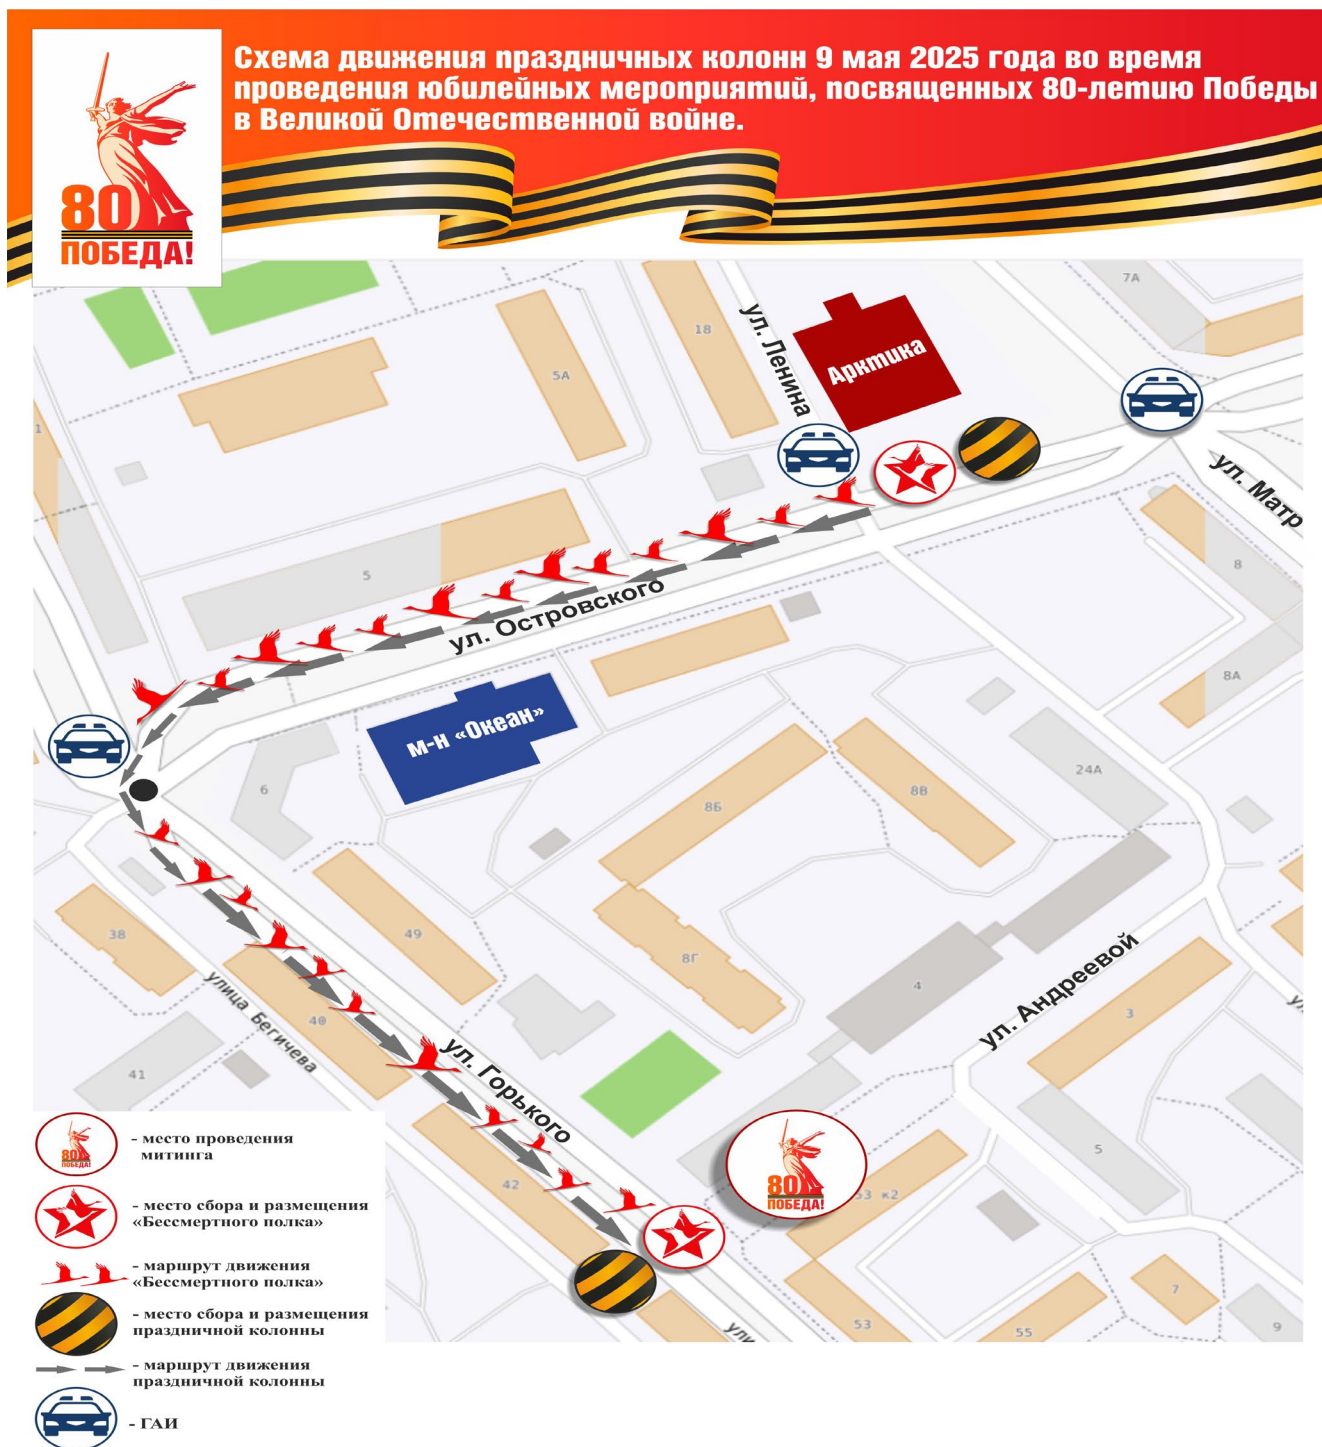 Схема движения праздничных колонн 9 мая 2025 года во время
проведения юбилейных мероприятий, посвященных 80-летию Победы
в Великой Отечественной войне.
80
ПОБЕДА!
7А
18
ул. Ленина
Арктика
5А
1
ул. Матр
5
8
ул. Островского
8А
м-н «Океан»
6
24А
8Б
8В
38
49
8Г
4
ул. Андреевой
3
улица Бегичева
40
41
ул. Горького
5
42
80
ПОБЕДА!
53 к2
7
53
55
9
ули
80
ПОБЕДА!
- место проведения
митинга
- место сбора и размещения
«Бессмертного полка»
- маршрут движения
«Бессмертного полка»
- место сбора и размещения
праздничной колонны
- маршрут движения
праздничной колонны
- ГАИ